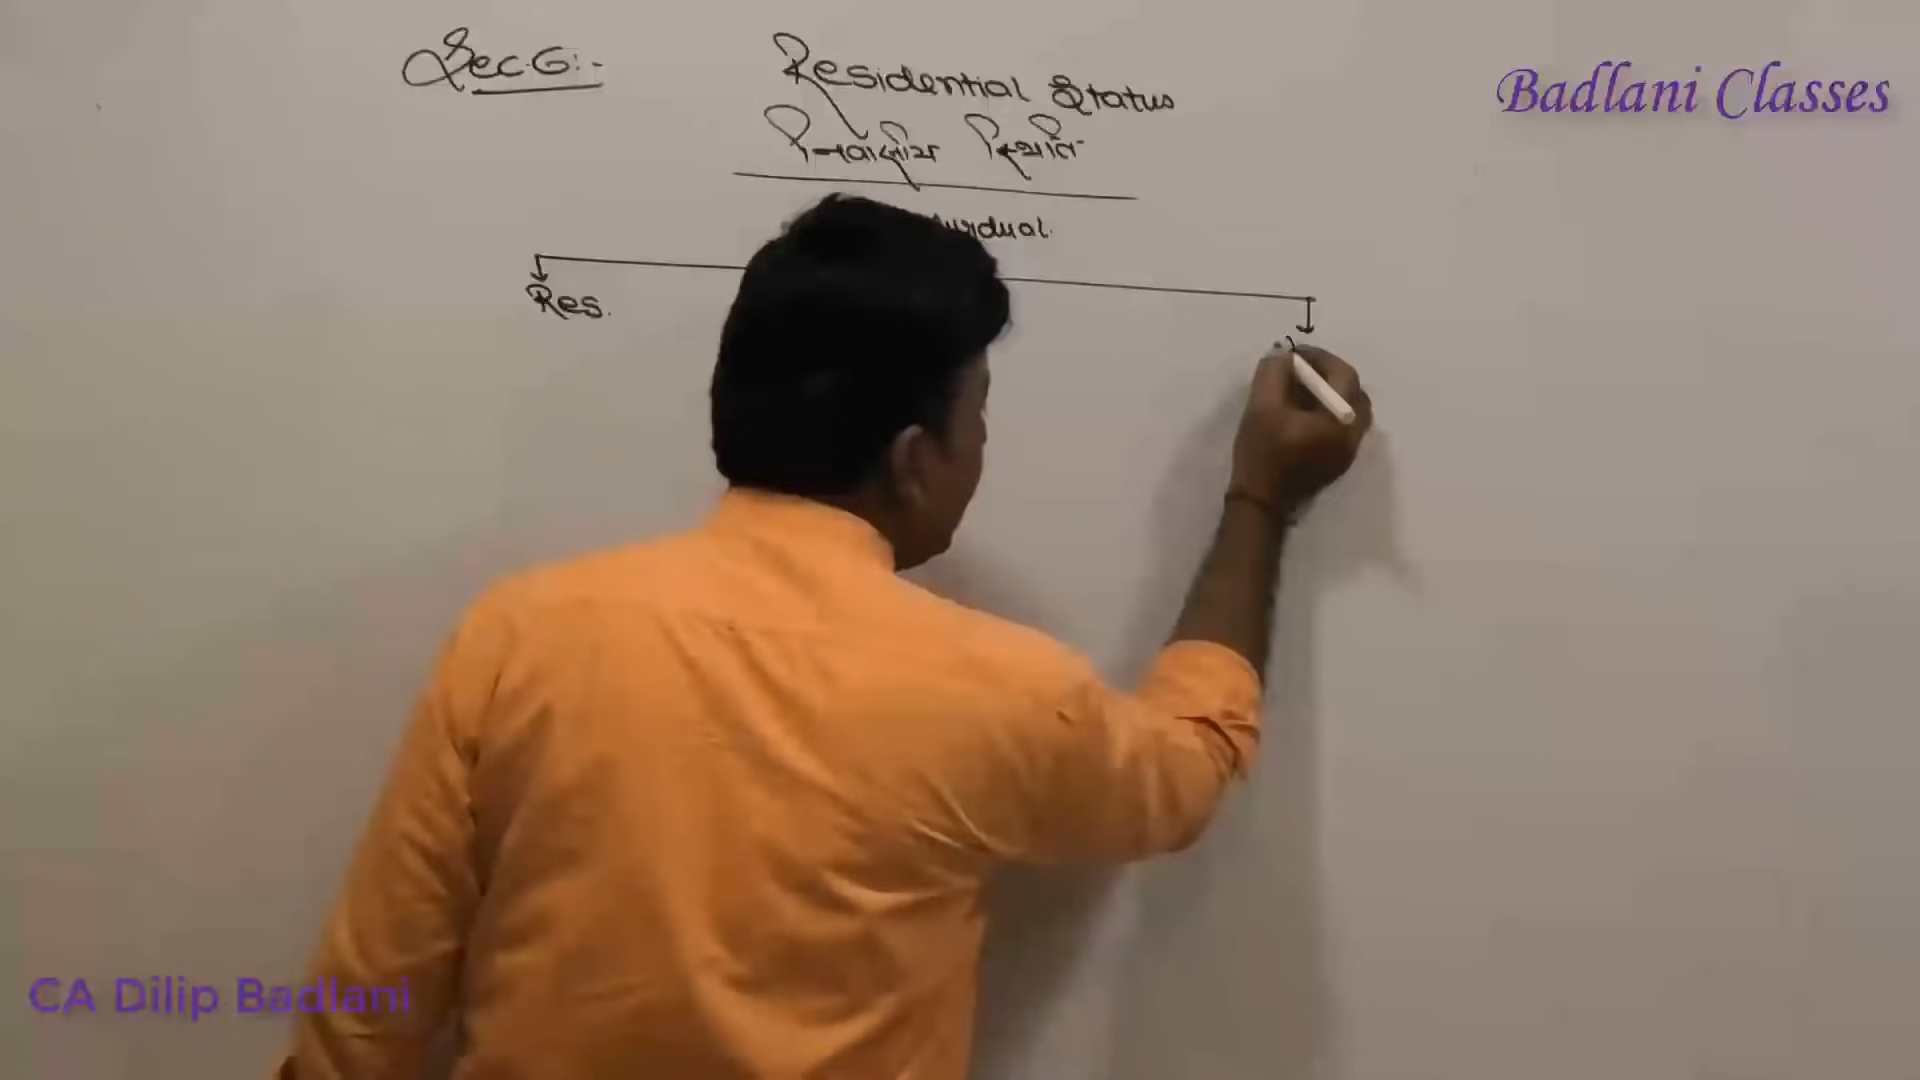 Sec.6:-
Residential Status
Badlani Classes
निवासीय स्थिति
Res.
CA Dilip Badlani